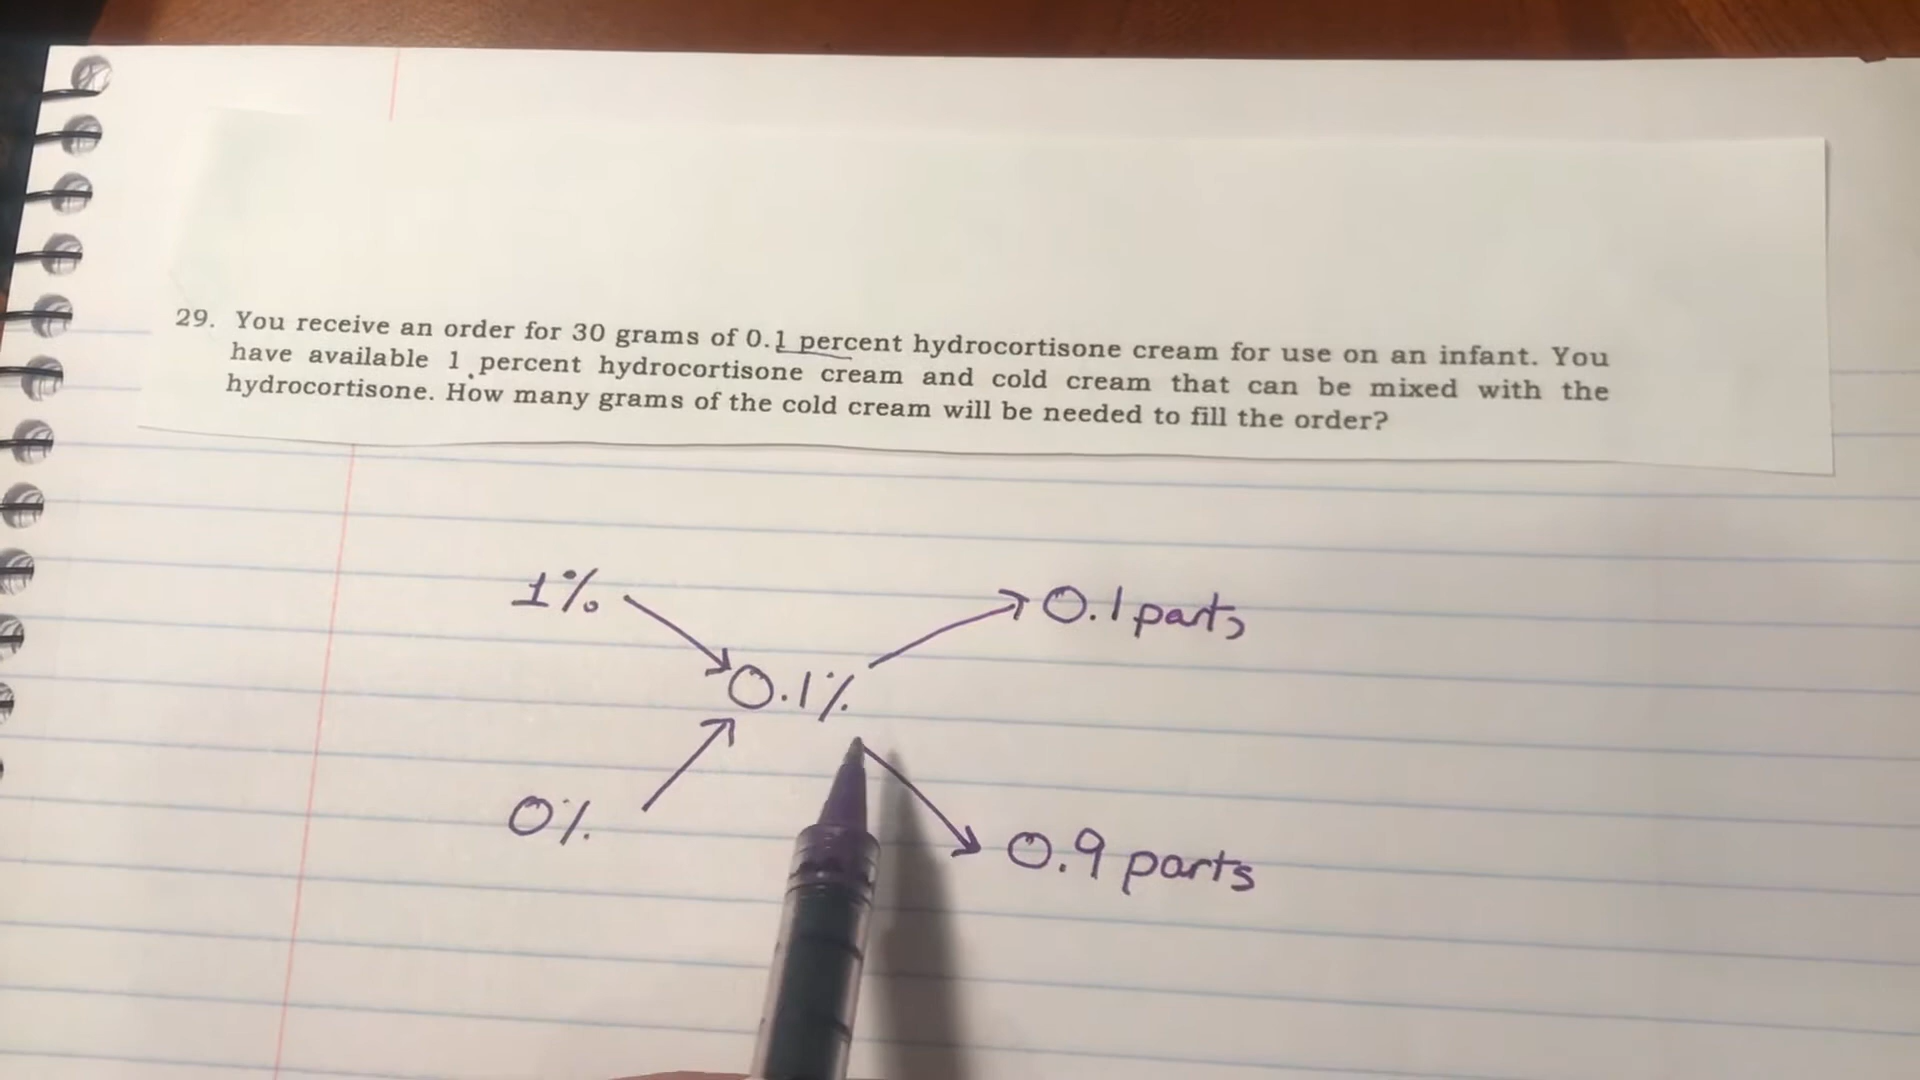 29. You receive an order for 30 grams of 0.1 percent hydrocortisone cream for use on an infant. You
have available 1 percent hydrocortisone cream and cold cream that can be mixed with the
hydrocortisone. How many grams of the cold cream will be needed to fill the order?
1% 0.1 parts
0.1%
0% 0.9 parts